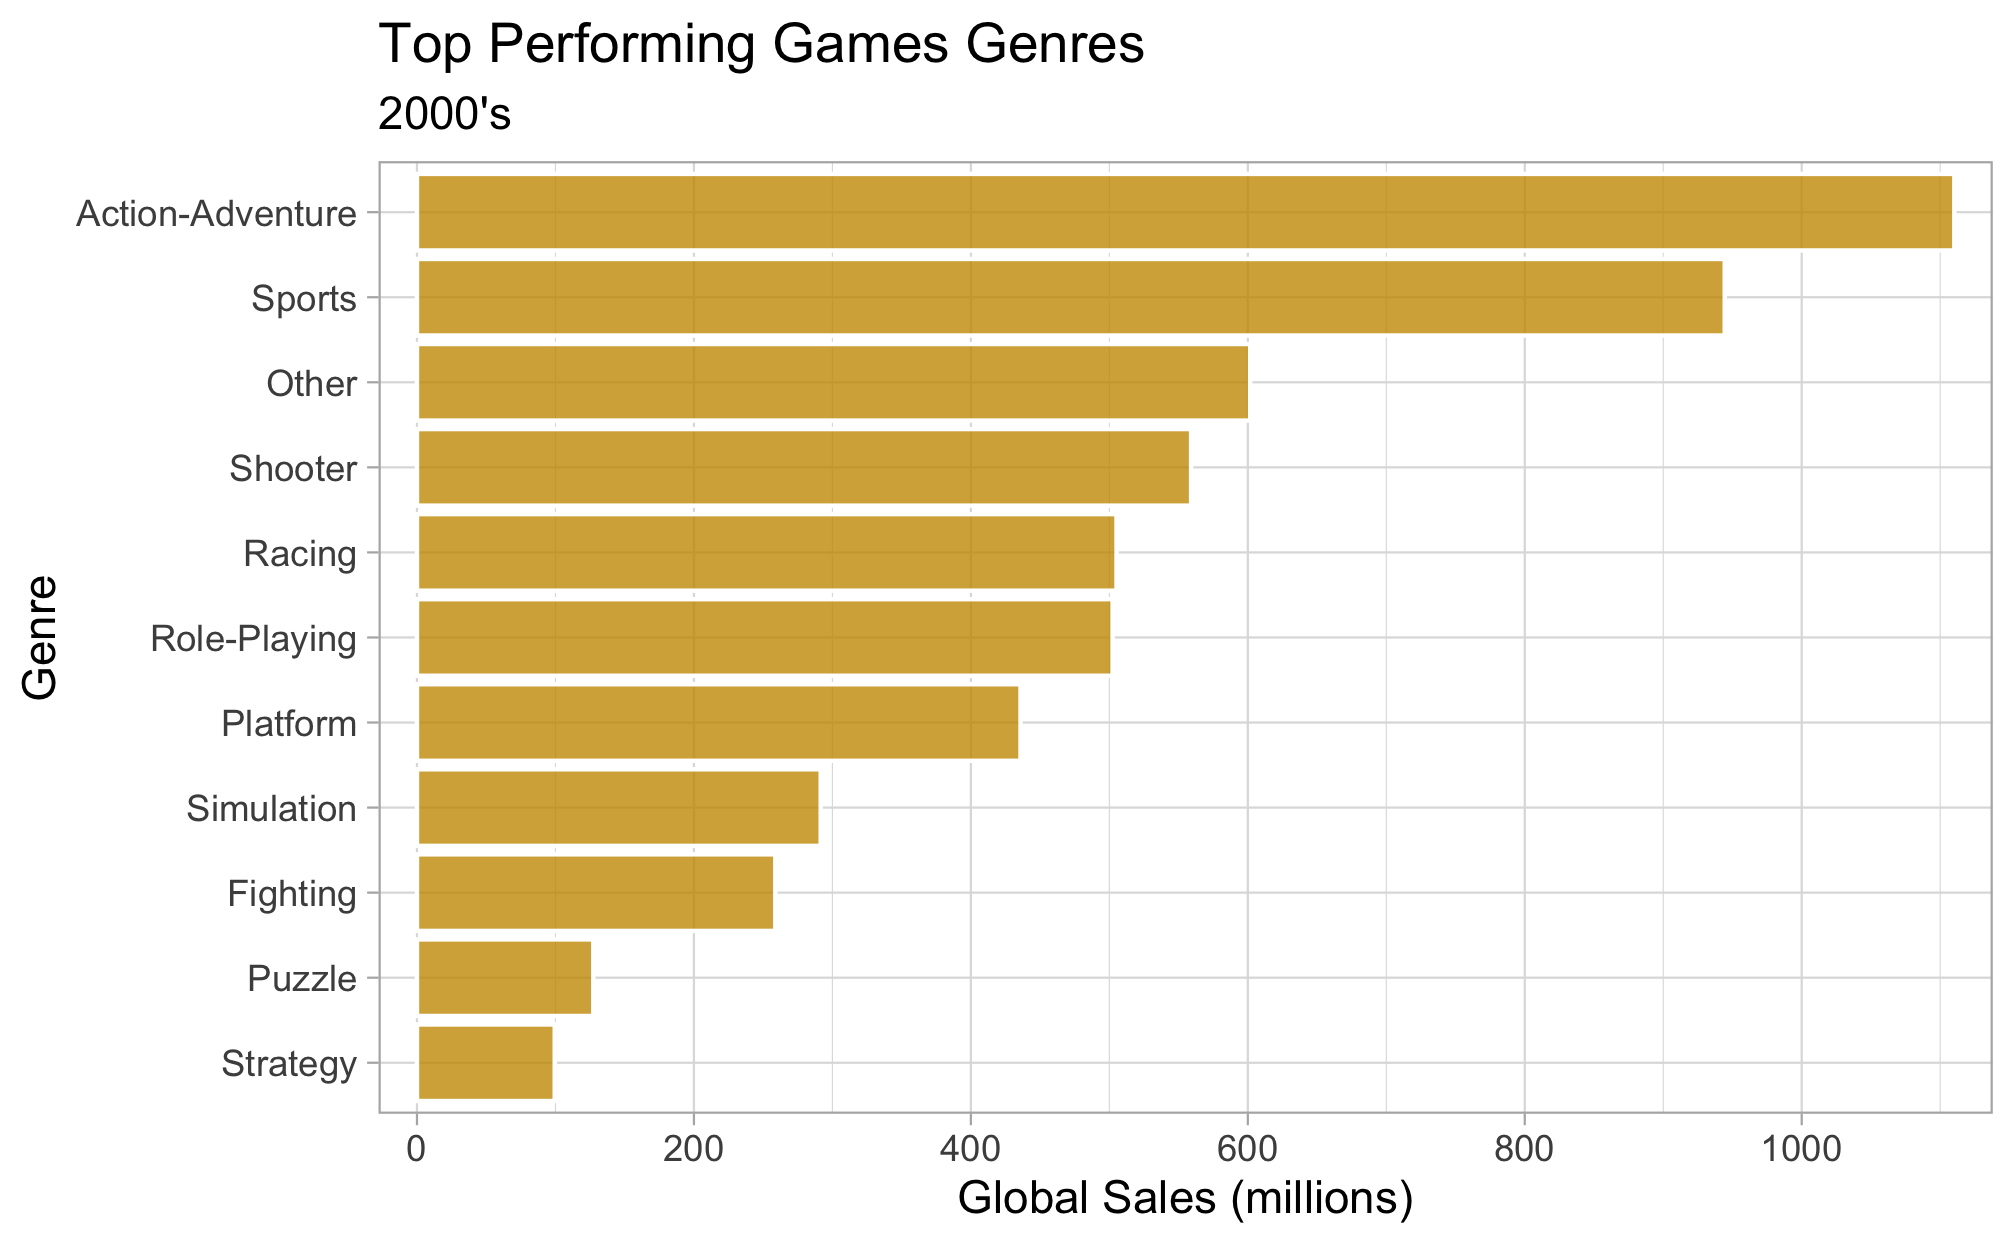 Top Performing Games Genres
2000's
Genre
Action-Adventure
Sports
Other
Shooter
Racing
Role-Playing
Platform
Simulation
Fighting
Puzzle
Strategy
0 200 400 600 800 1000
Global Sales (millions)